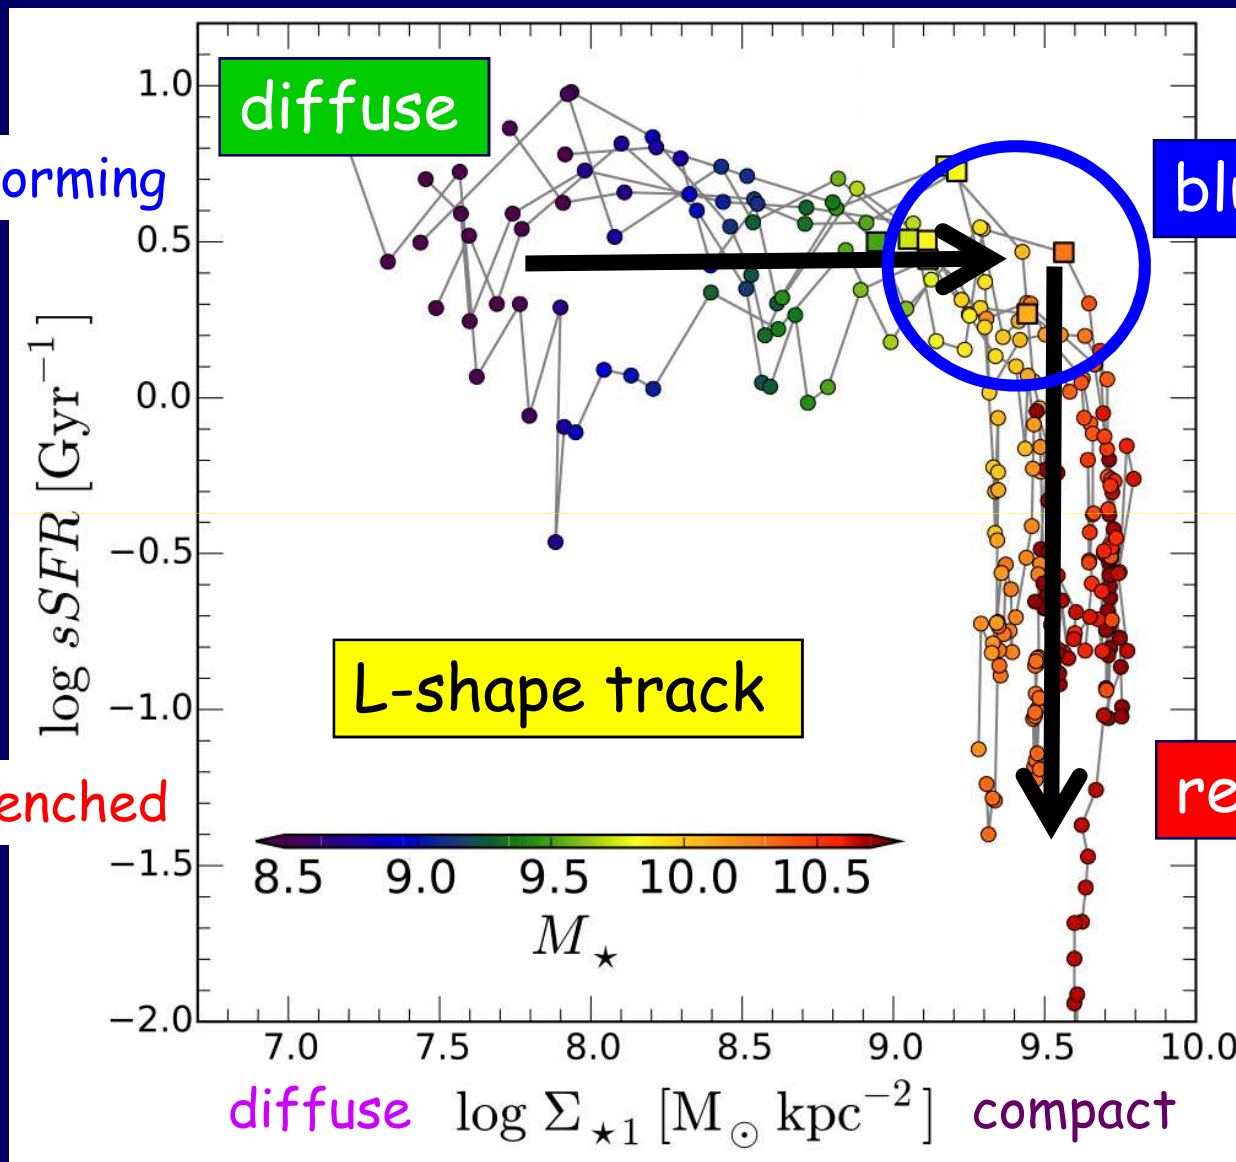 1.0
diffuse
orming
blu
0.5
0.0
−0.5
−1.0
−1.5
−2.0
log sSFR [Gyr⁻¹]
L-shape track
re
enched
8.5 9.0 9.5 10.0 10.5
M⋆
7.0 7.5 8.0 8.5 9.0 9.5 10.0
diffuse log Σ⋆1 [M⊙ kpc⁻²] compact